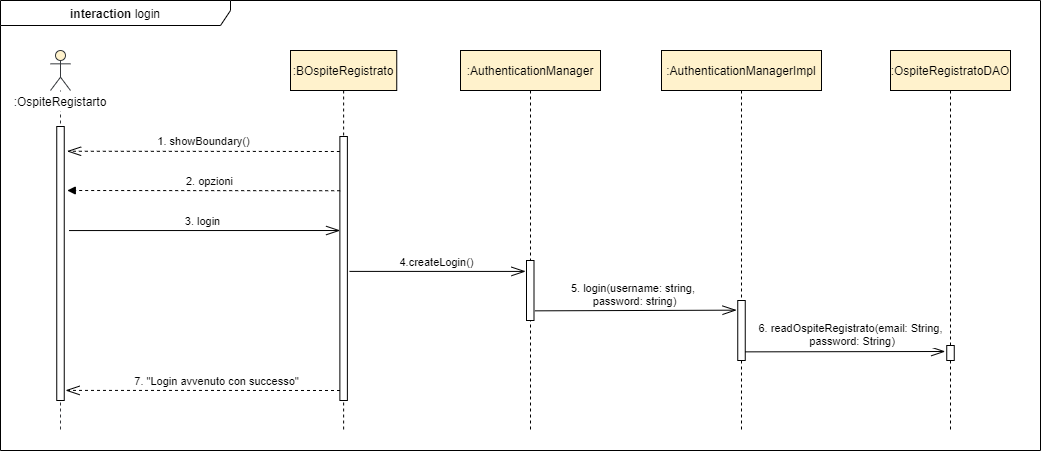 interaction login
:OspiteRegistarto
:BOspiteRegistrato
:AuthenticationManager
:AuthenticationManagerImpl
:OspiteRegistratoDAO
1. showBoundary()
2. opzioni
3. login
4.createLogin()
5. login(username: string,
password: string)
6. readOspiteRegistrato(email: String,
password: String)
7. "Login avvenuto con successo"